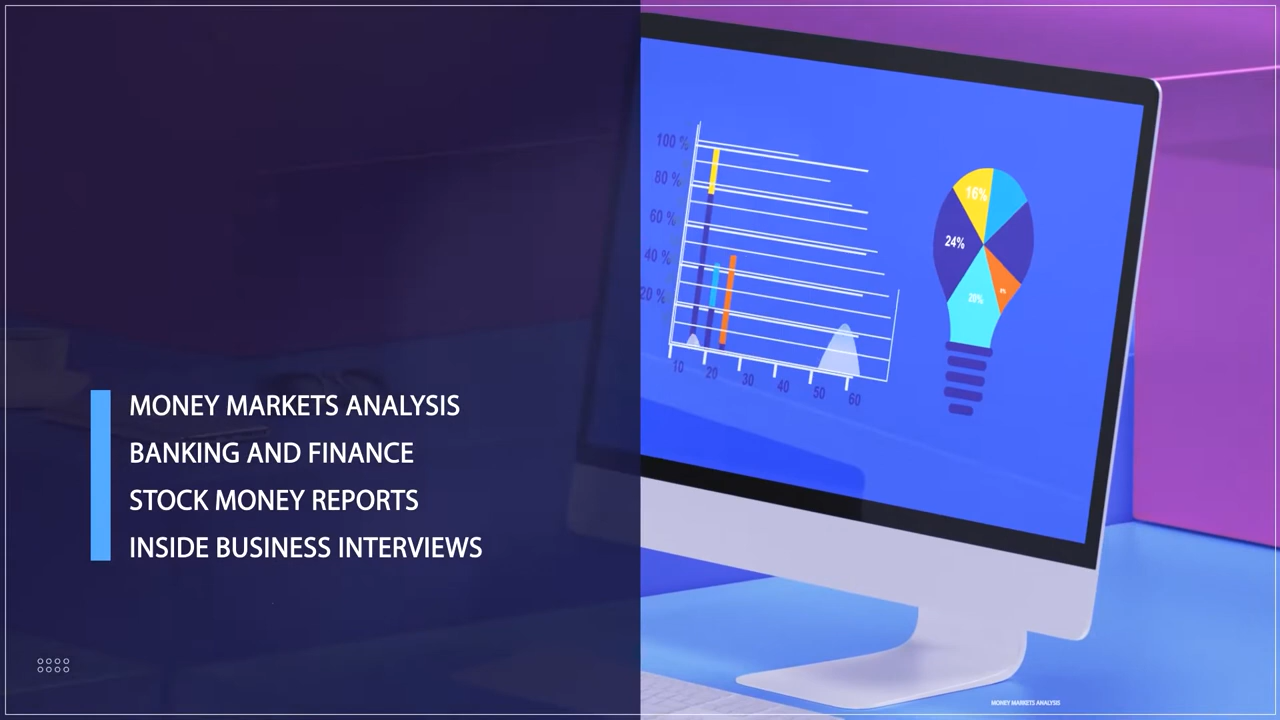 MONEY MARKETS ANALYSIS
BANKING AND FINANCE
STOCK MONEY REPORTS
INSIDE BUSINESS INTERVIEWS
100 %
80 %
60 %
40 %
20 %
10 20 30 40 50 60
16%
24%
20%
MONEY MARKETS ANALYSIS